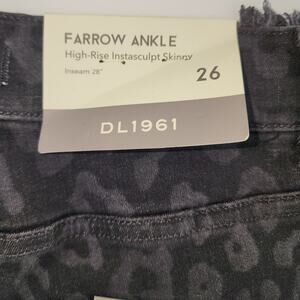 FARROW ANKLE
High-Rise Instasculpt Skinny
Inseam 28"
26
DL1961